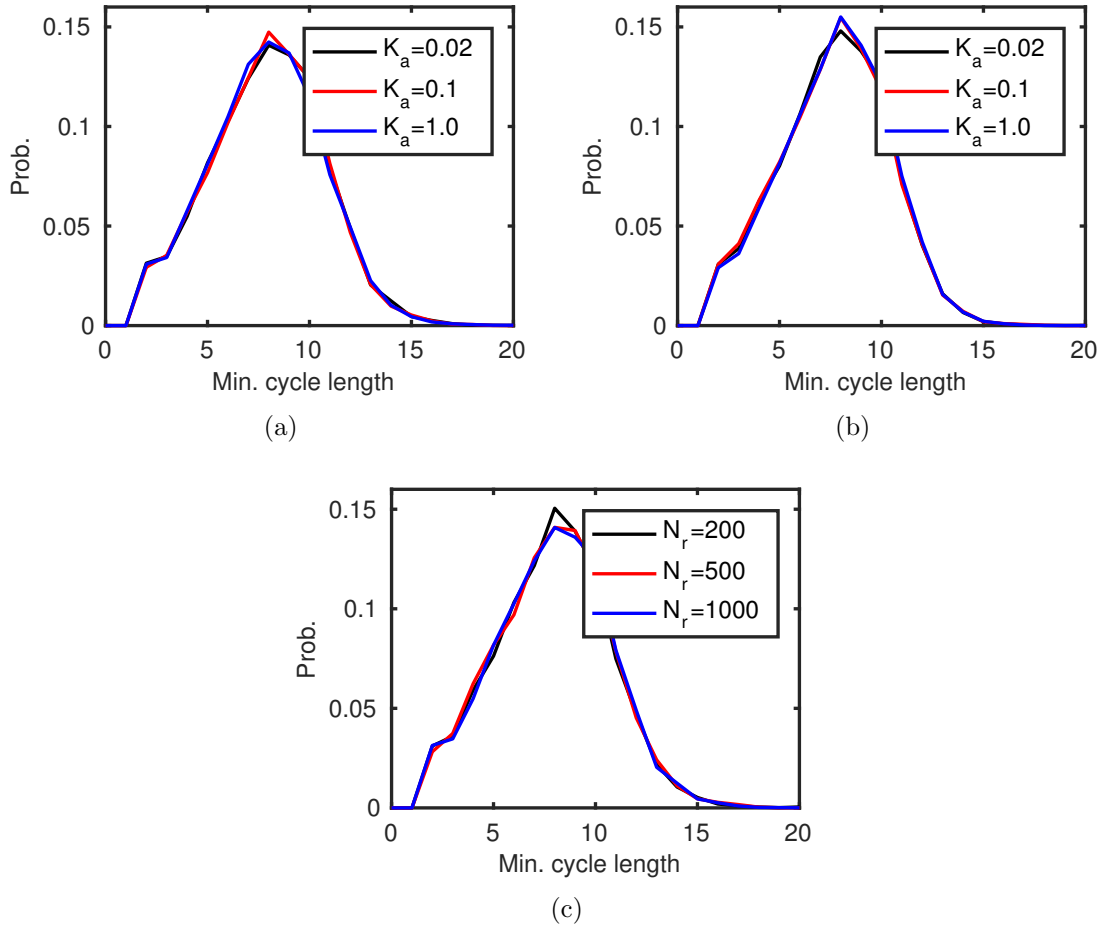 0.15
0.1
0.05
0
Prob.
K_a=0.02
K_a=0.1
K_a=1.0
0 5 10 15 20
Min. cycle length
(a)
0.15
0.1
0.05
0
Prob.
K_a=0.02
K_a=0.1
K_a=1.0
0 5 10 15 20
Min. cycle length
(b)
0.15
0.1
0.05
0
Prob.
N_r=200
N_r=500
N_r=1000
0 5 10 15 20
Min. cycle length
(c)